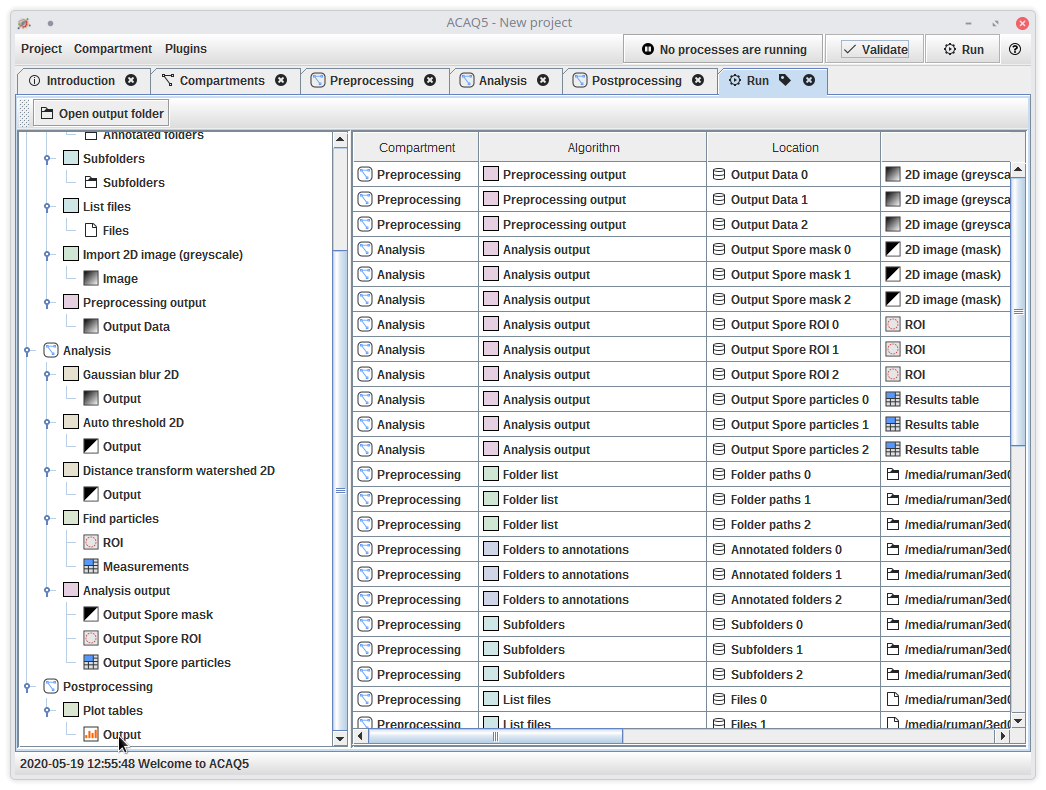 ACAQ5 - New project
Project Compartment Plugins No processes are running Validate Run
Introduction Compartments Preprocessing Analysis Postprocessing Run
Open output folder
Annotated folders
Subfolders
Subfolders
List files
Files
Import 2D image (greyscale)
Image
Preprocessing output
Output Data
Analysis
Gaussian blur 2D
Output
Auto threshold 2D
Output
Distance transform watershed 2D
Output
Find particles
ROI
Measurements
Analysis output
Output Spore mask
Output Spore ROI
Output Spore particles
Postprocessing
Plot tables
Output
Compartment Algorithm Location
Preprocessing Preprocessing output Output Data 0 2D image (greysca
Preprocessing Preprocessing output Output Data 1 2D image (greysca
Preprocessing Preprocessing output Output Data 2 2D image (greysca
Analysis Analysis output Output Spore mask 0 2D image (mask)
Analysis Analysis output Output Spore mask 1 2D image (mask)
Analysis Analysis output Output Spore mask 2 2D image (mask)
Analysis Analysis output Output Spore ROI 0 ROI
Analysis Analysis output Output Spore ROI 1 ROI
Analysis Analysis output Output Spore ROI 2 ROI
Analysis Analysis output Output Spore particles 0 Results table
Analysis Analysis output Output Spore particles 1 Results table
Analysis Analysis output Output Spore particles 2 Results table
Preprocessing Folder list Folder paths 0 /media/ruman/3ed0
Preprocessing Folder list Folder paths 1 /media/ruman/3ed0
Preprocessing Folder list Folder paths 2 /media/ruman/3ed0
Preprocessing Folders to annotations Annotated folders 0 /media/ruman/3ed0
Preprocessing Folders to annotations Annotated folders 1 /media/ruman/3ed0
Preprocessing Folders to annotations Annotated folders 2 /media/ruman/3ed0
Preprocessing Subfolders Subfolders 0 /media/ruman/3ed0
Preprocessing Subfolders Subfolders 1 /media/ruman/3ed0
Preprocessing Subfolders Subfolders 2 /media/ruman/3ed0
Preprocessing List files Files 0 /media/ruman/3ed0
Preprocessing List files Files 1 /media/ruman/3ed0
2020-05-19 12:55:48 Welcome to ACAQ5